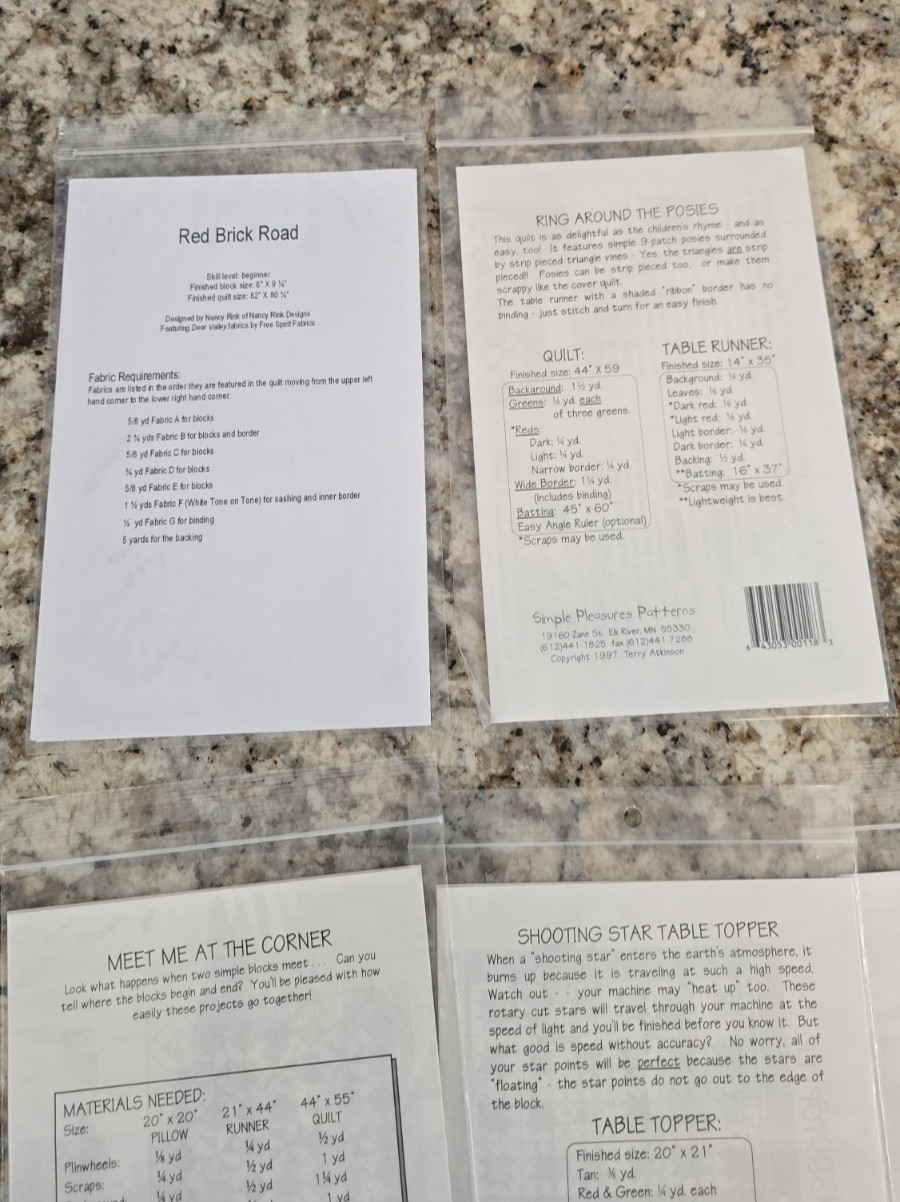 Red Brick Road
Skill level: beginner
Finished block size: 6" X 9 ¼"
Finished quilt size: 62" X 80 ¼"
Designed by Nancy Rink of Nancy Rink Designs
Featuring Deer Valley fabrics by Free Spirit Fabrics
Fabric Requirements:
Fabrics are listed in the order they are featured in the quilt moving from the upper left
hand corner to the lower right hand corner.
5/8 yd Fabric A for blocks
2 ¾ yds Fabric B for blocks and border
5/8 yd Fabric C for blocks
¾ yd Fabric D for blocks
5/8 yd Fabric E for blocks
yds Fabric F (White Tone on Tone) for sashing and inner border
yd Fabric G for binding
5 yards for the backing
RING AROUND THE POSIES
This quilt is as delightful as the children's rhyme - and as
easy, too! It features simple 9-patch posies surrounded
by strip pieced triangle vines - Yes, the triangles are strip
pieced!! Posies can be strip pieced too, or make them
scrappy like the cover quilt.
The table runner with a shaded "ribbon" border has no
binding - just stitch and turn for an easy finish.
QUILT:
Finished size: 44" X 59
Background: 1½ yd.
Greens: ¼ yd. each
of three greens.
*Reds:
Dark: ¼ yd.
Light: ¼ yd.
Narrow border: ¼ yd.
Wide Border: 1¼ yd.
(includes binding)
Batting: 45" x 60"
Easy Angle Ruler (optional)
*Scraps may be used.
TABLE RUNNER:
Finished size: 14" x 35"
Background: yd.
Leaves: ⅛ yd.
*Dark red: ⅛ yd.
*Light red: ⅛ yd.
Light border: ⅛ yd.
Dark border: ¼ yd.
Backing: ½ yd.
**Batting: 16" x 37"
*Scraps may be used.
**Lightweight is best.
Simple Pleasures Patterns
19160 Zane St. Elk River, MN 55330
(612)441-1825 fax (612)441-7288
Copyright 1997 Terry Atkinson
43053-00118
MEET ME AT THE CORNER
Look what happens when two simple blocks meet . . . Can you
tell where the blocks begin and end? You'll be pleased with how
easily these projects go together!
MATERIALS NEEDED:
Size: 20" x 20" 21" x 44" 44" x 55"
PILLOW RUNNER QUILT
Pinwheels: ⅛ yd ¼ yd ½ yd
Scraps: ¼ yd ½ yd 1 yd
¼ yd ½ yd 1¼ yd
1 yd
SHOOTING STAR TABLE TOPPER
When a "shooting star" enters the earth's atmosphere, it
burns up because it is traveling at such a high speed.
Watch out - - your machine may "heat up" too. These
rotary cut stars will travel through your machine at the
speed of light and you'll be finished before you know it. But
what good is speed without accuracy? No worry, all of
your star points will be perfect because the stars are
"floating" - the star points do not go out to the edge of
the block.
TABLE TOPPER:
Finished size: 20" x 21"
Tan: ⅜ yd.
Red & Green: ¼ yd. each